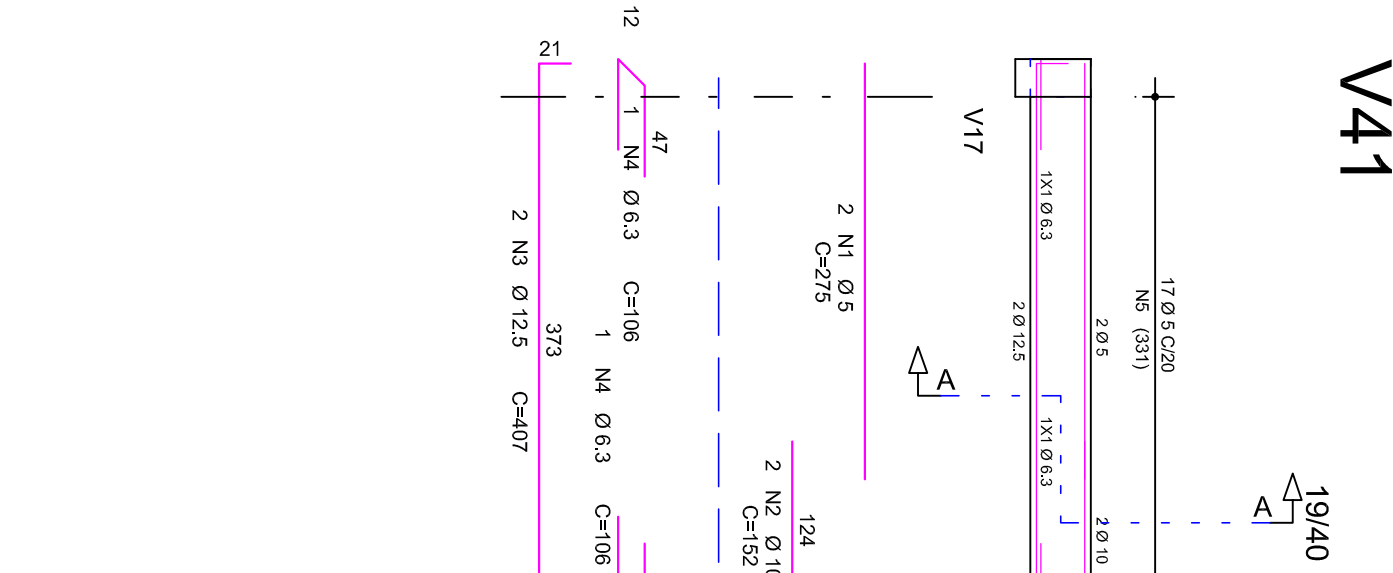 V41
19/40
A
17 Ø 5 C/20
N5 (331)
2 Ø 5
2 Ø 10
1X1 Ø 6.3
1X1 Ø 6.3
2 Ø 12.5
V17
A
2 N1 Ø 5
C=275
124
2 N2 Ø 10
C=152
12
47
1 N4 Ø 6.3 C=106
1 N4 Ø 6.3 C=106
21
373
2 N3 Ø 12.5 C=407